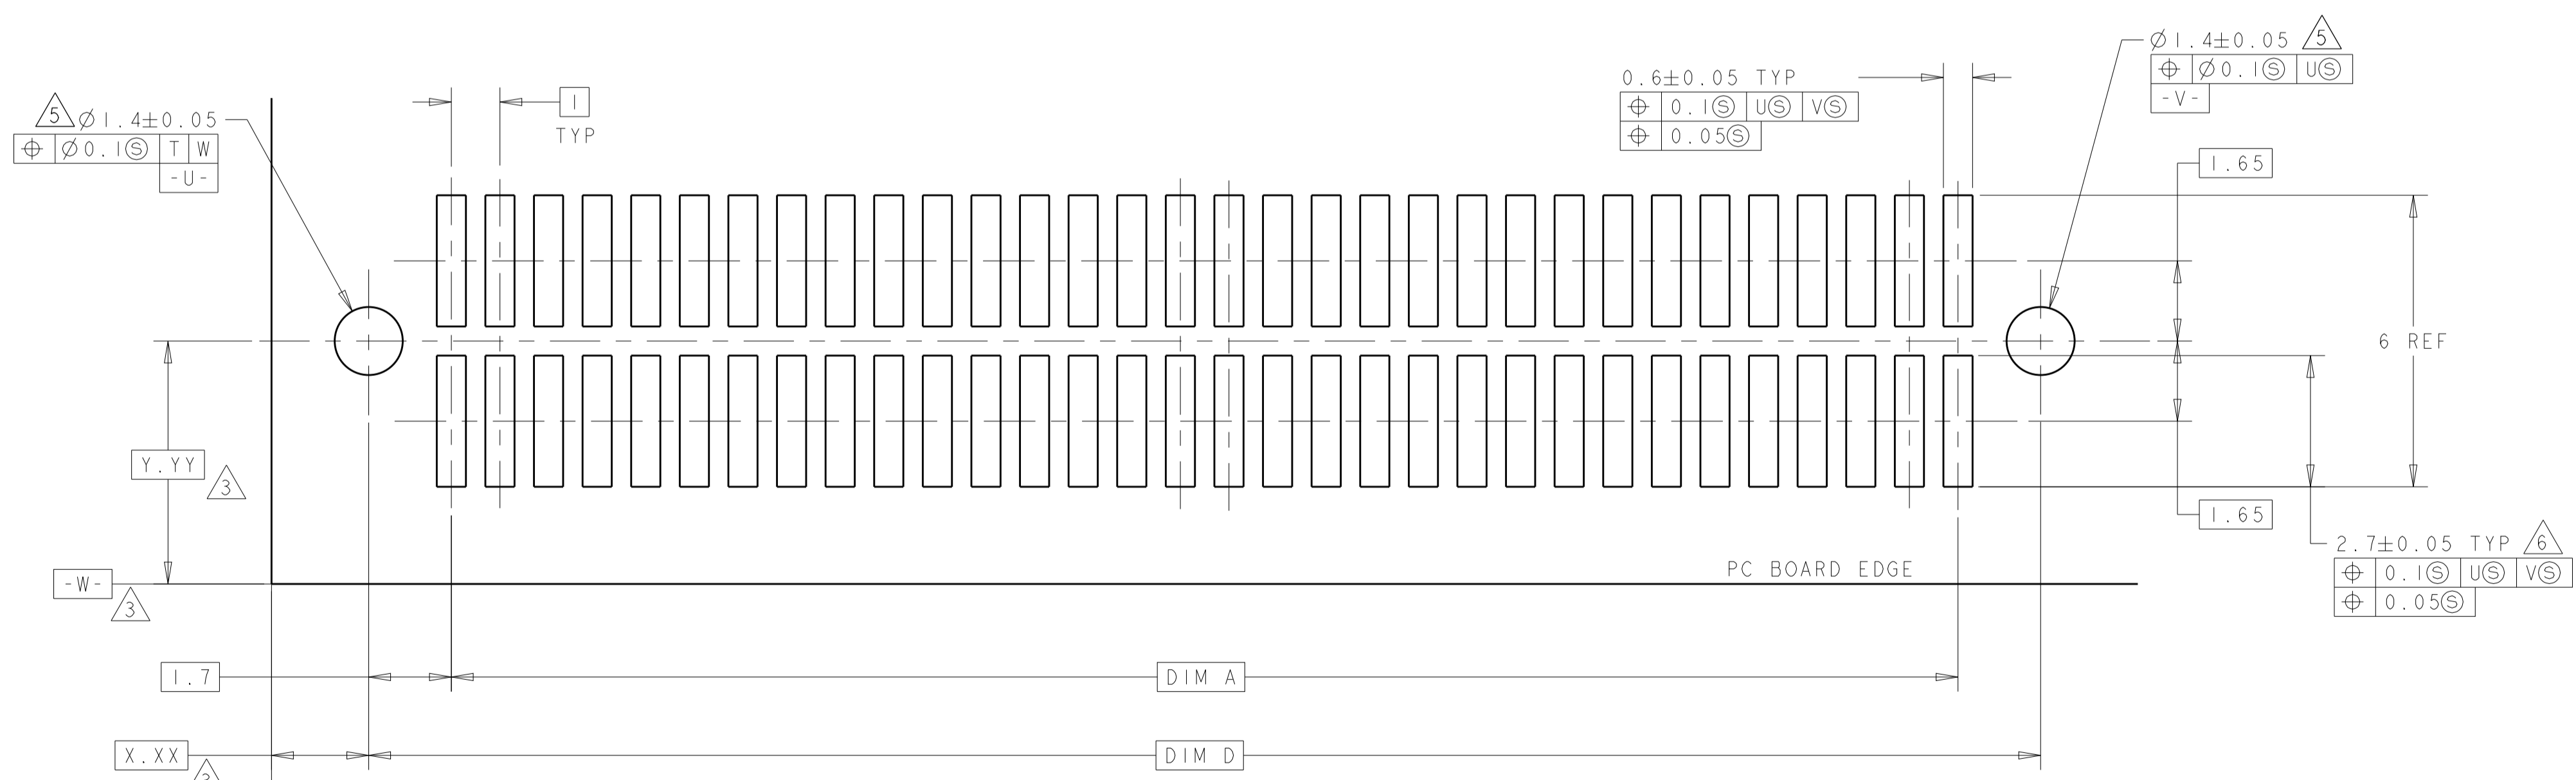 5 Ø1.4±0.05
⌖ Ø0.1Ⓢ T W
-U-
1
TYP
0.6±0.05 TYP
⌖ 0.1Ⓢ UⓈ VⓈ
⌖ 0.05Ⓢ
Ø1.4±0.05 5
⌖ Ø0.1Ⓢ UⓈ
-V-
1.65
6 REF
Y.YY 3
1.65
2.7±0.05 TYP 6
⌖ 0.1Ⓢ UⓈ VⓈ
⌖ 0.05Ⓢ
PC BOARD EDGE
-W-
3
1.7
DIM A
X.XX
3
DIM D